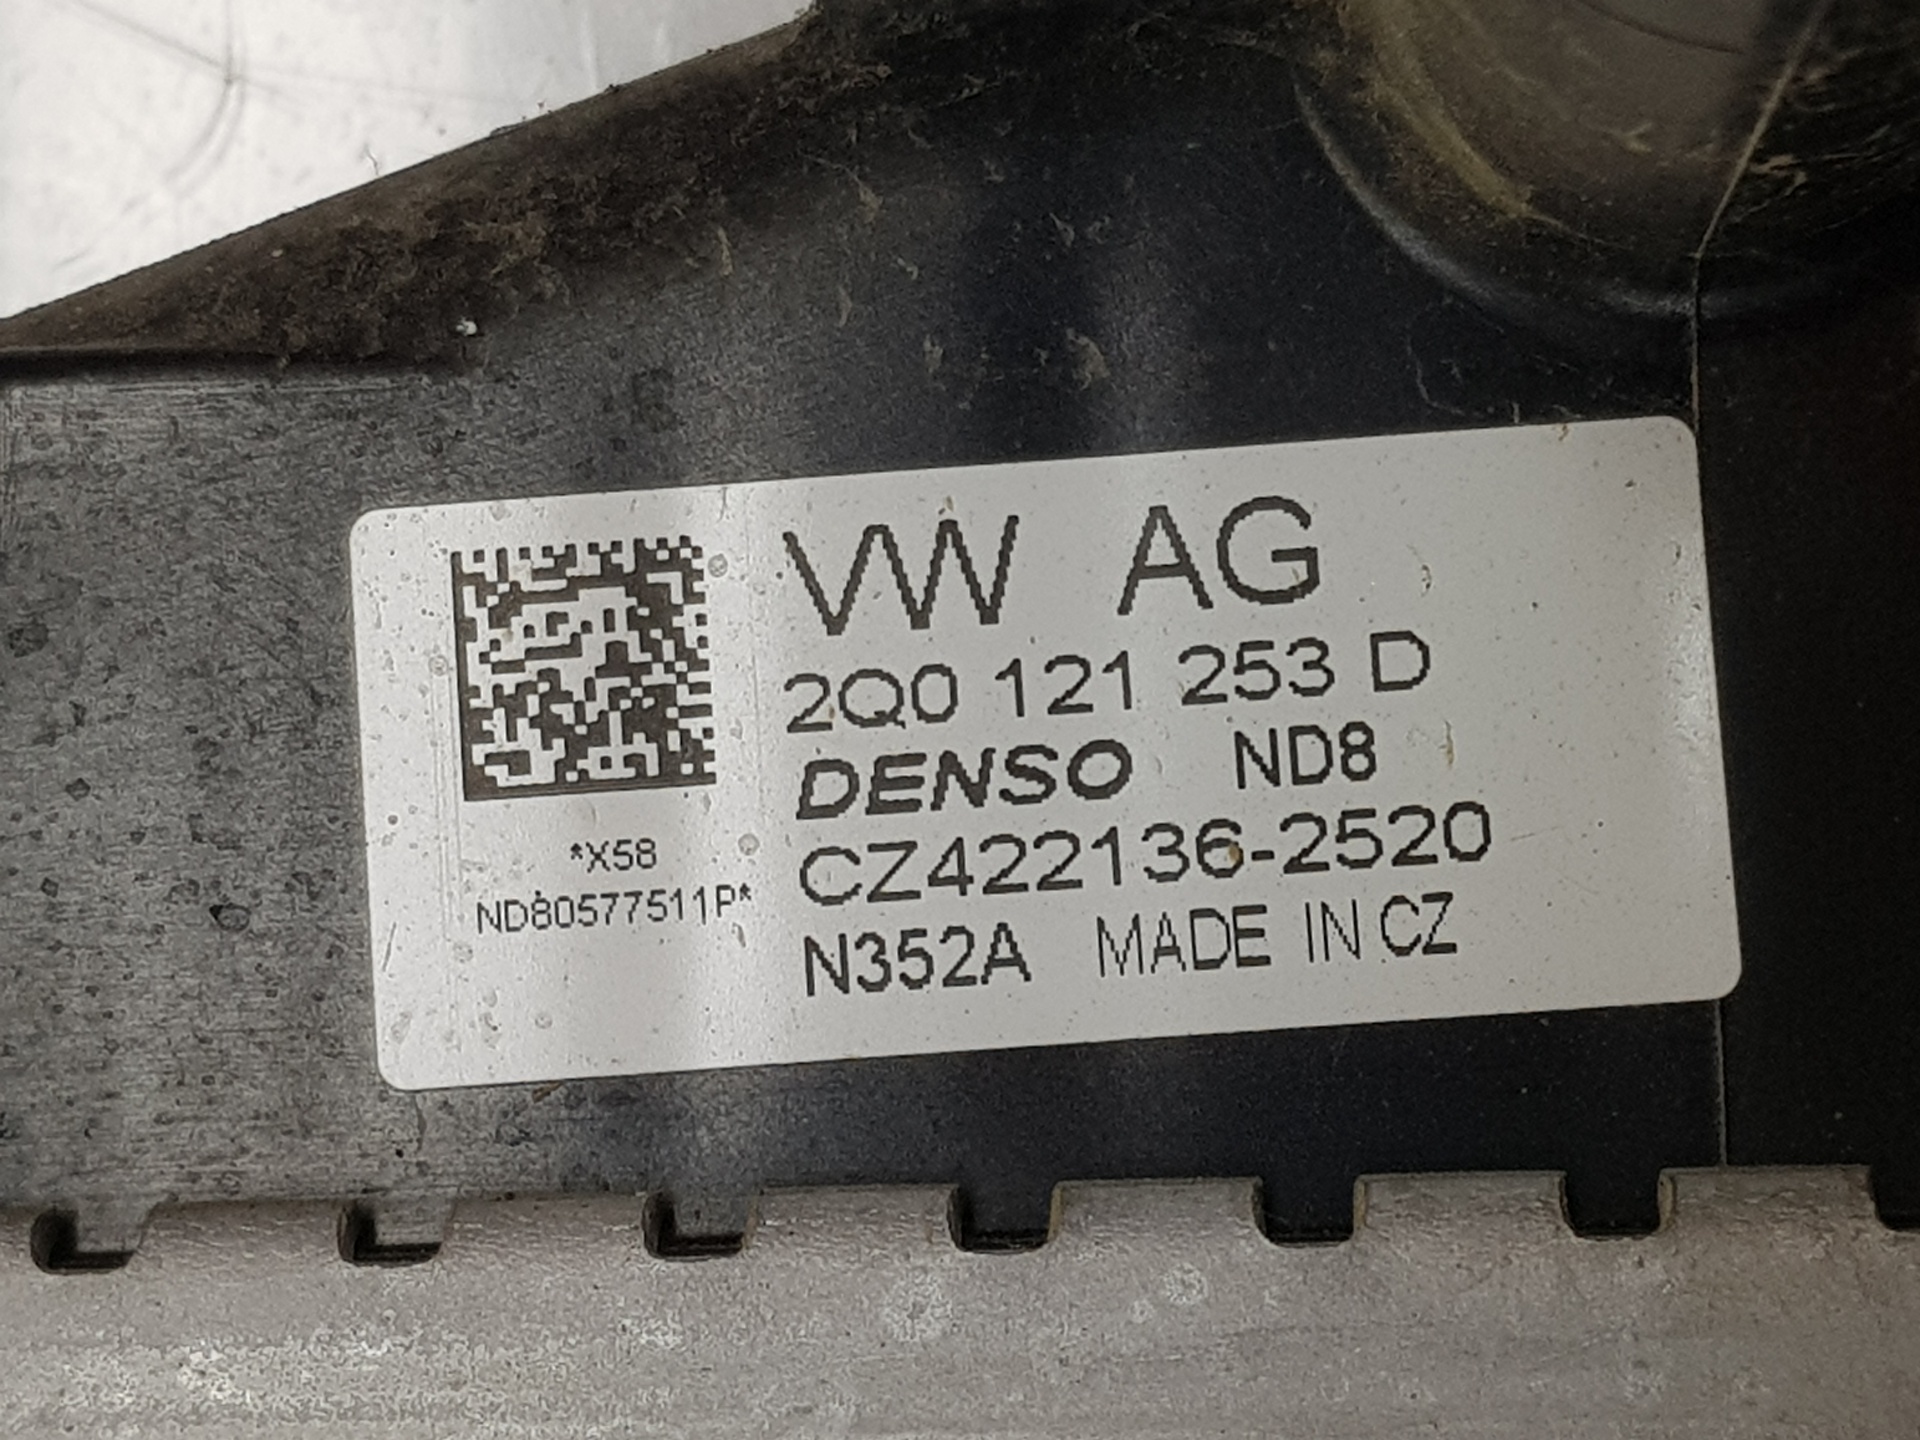 VW AG
2Q0 121 253 D
DENSO ND8
CZ422136-2520
N352A MADE IN CZ
*X58
ND80577511P*